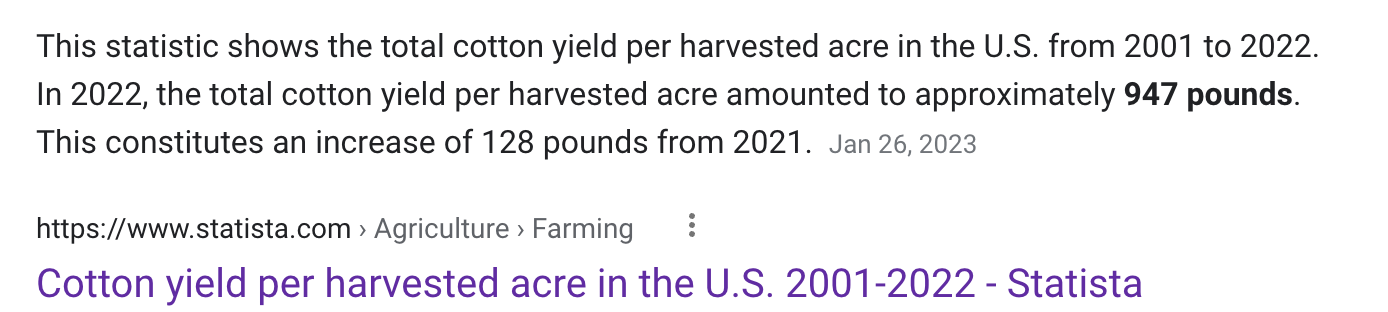 This statistic shows the total cotton yield per harvested acre in the U.S. from 2001 to 2022.
In 2022, the total cotton yield per harvested acre amounted to approximately 947 pounds.
This constitutes an increase of 128 pounds from 2021. Jan 26, 2023
https://www.statista.com › Agriculture › Farming
Cotton yield per harvested acre in the U.S. 2001-2022 - Statista